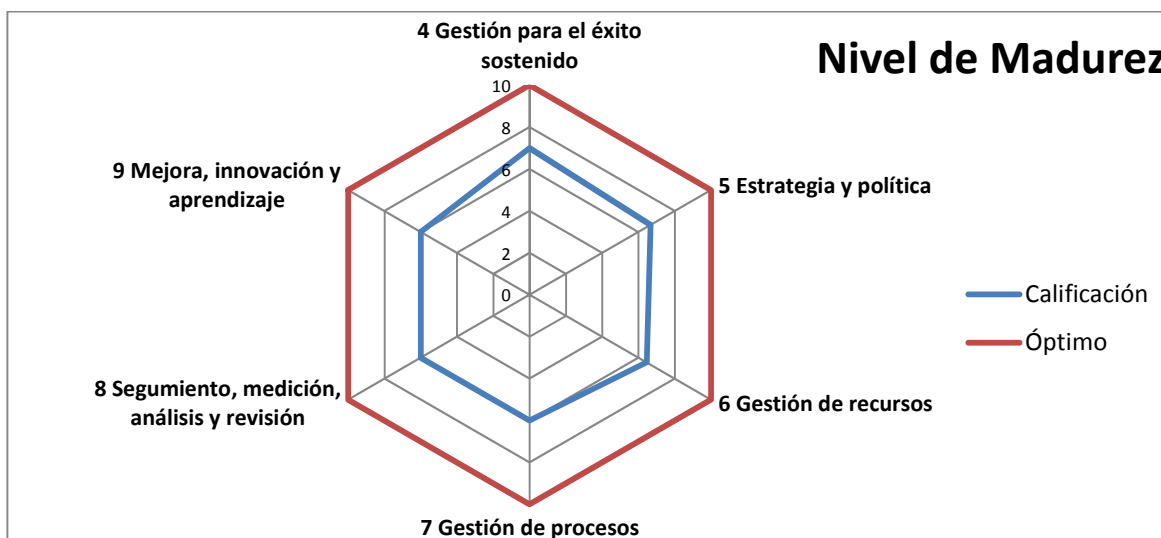 4 Gestión para el éxito
sostenido
Nivel de Madurez
10
8
6
4
2
0
9 Mejora, innovación y
aprendizaje
5 Estrategia y política
Calificación
Óptimo
8 Segumiento, medición,
análisis y revisión
6 Gestión de recursos
7 Gestión de procesos